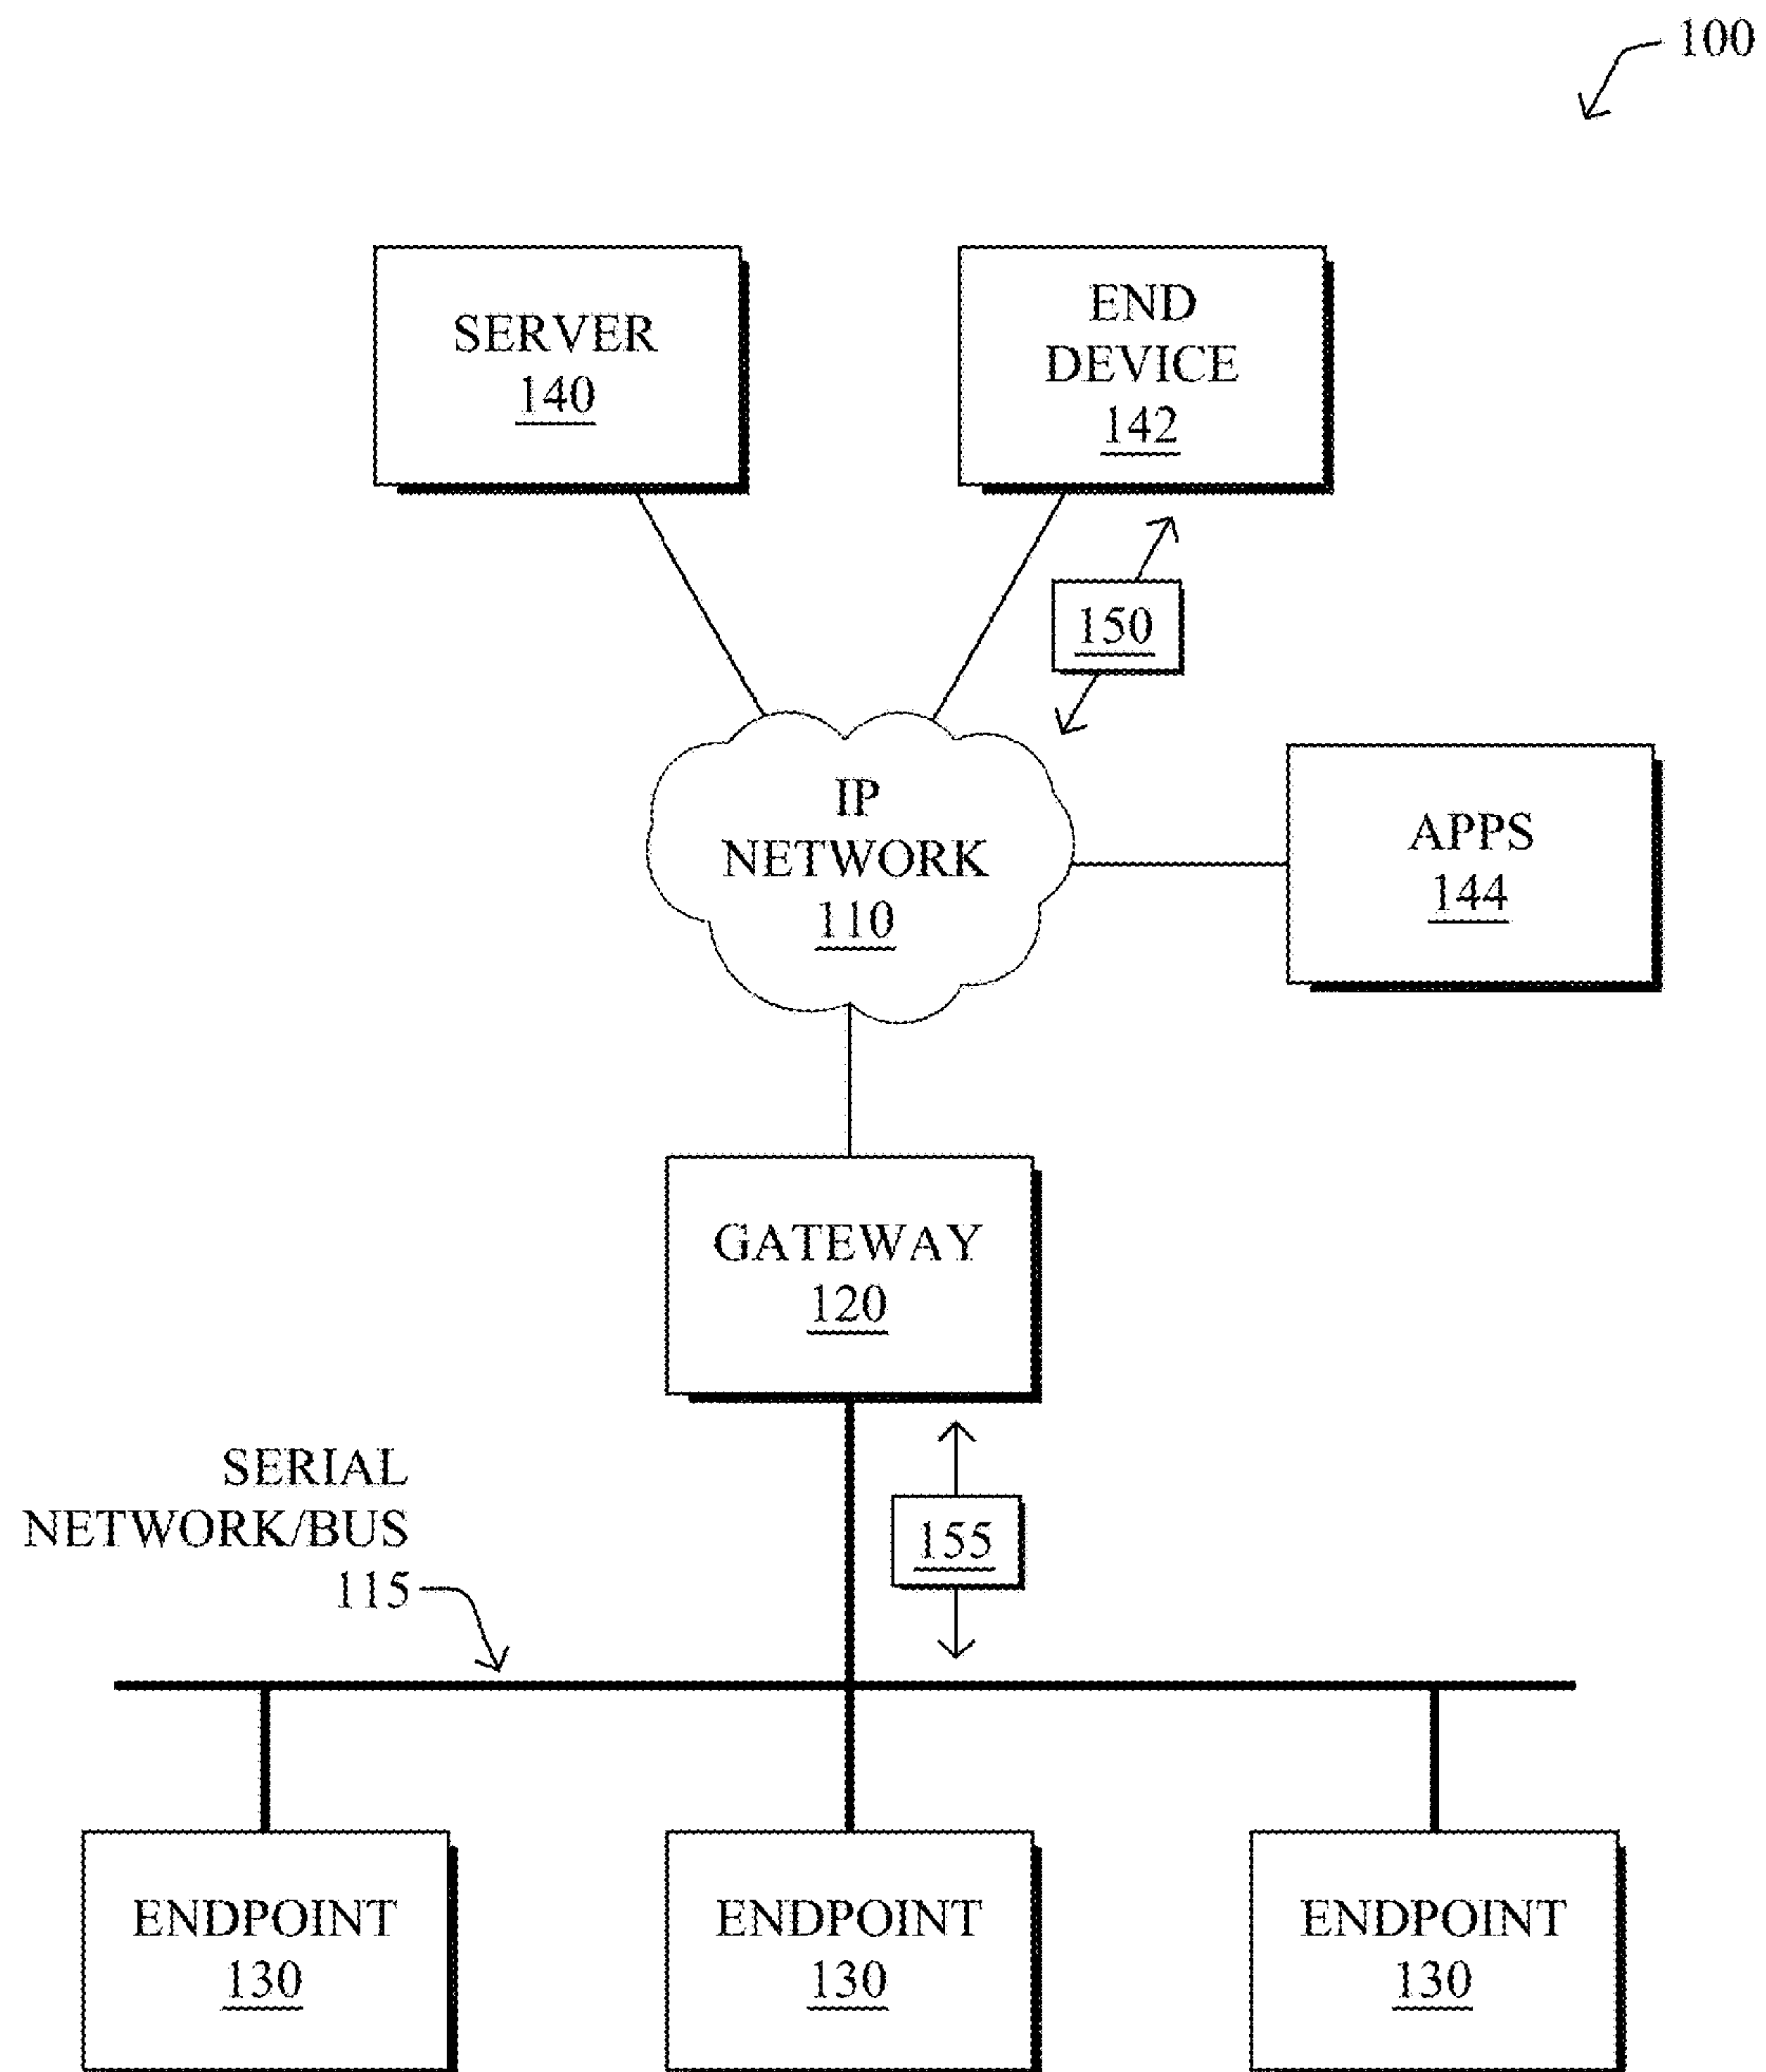 100
SERVER
140
END
DEVICE
142
150
IP
NETWORK
110
APPS
144
GATEWAY
120
SERIAL
NETWORK/BUS
115
155
ENDPOINT
130
ENDPOINT
130
ENDPOINT
130